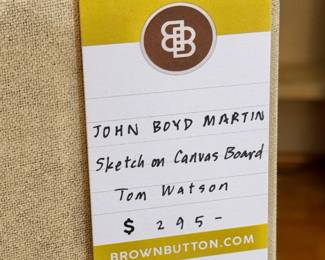 BB
JOHN BOYD MARTIN
Sketch on Canvas Board
Tom Watson
$ 295-
BROWNBUTTON.COM